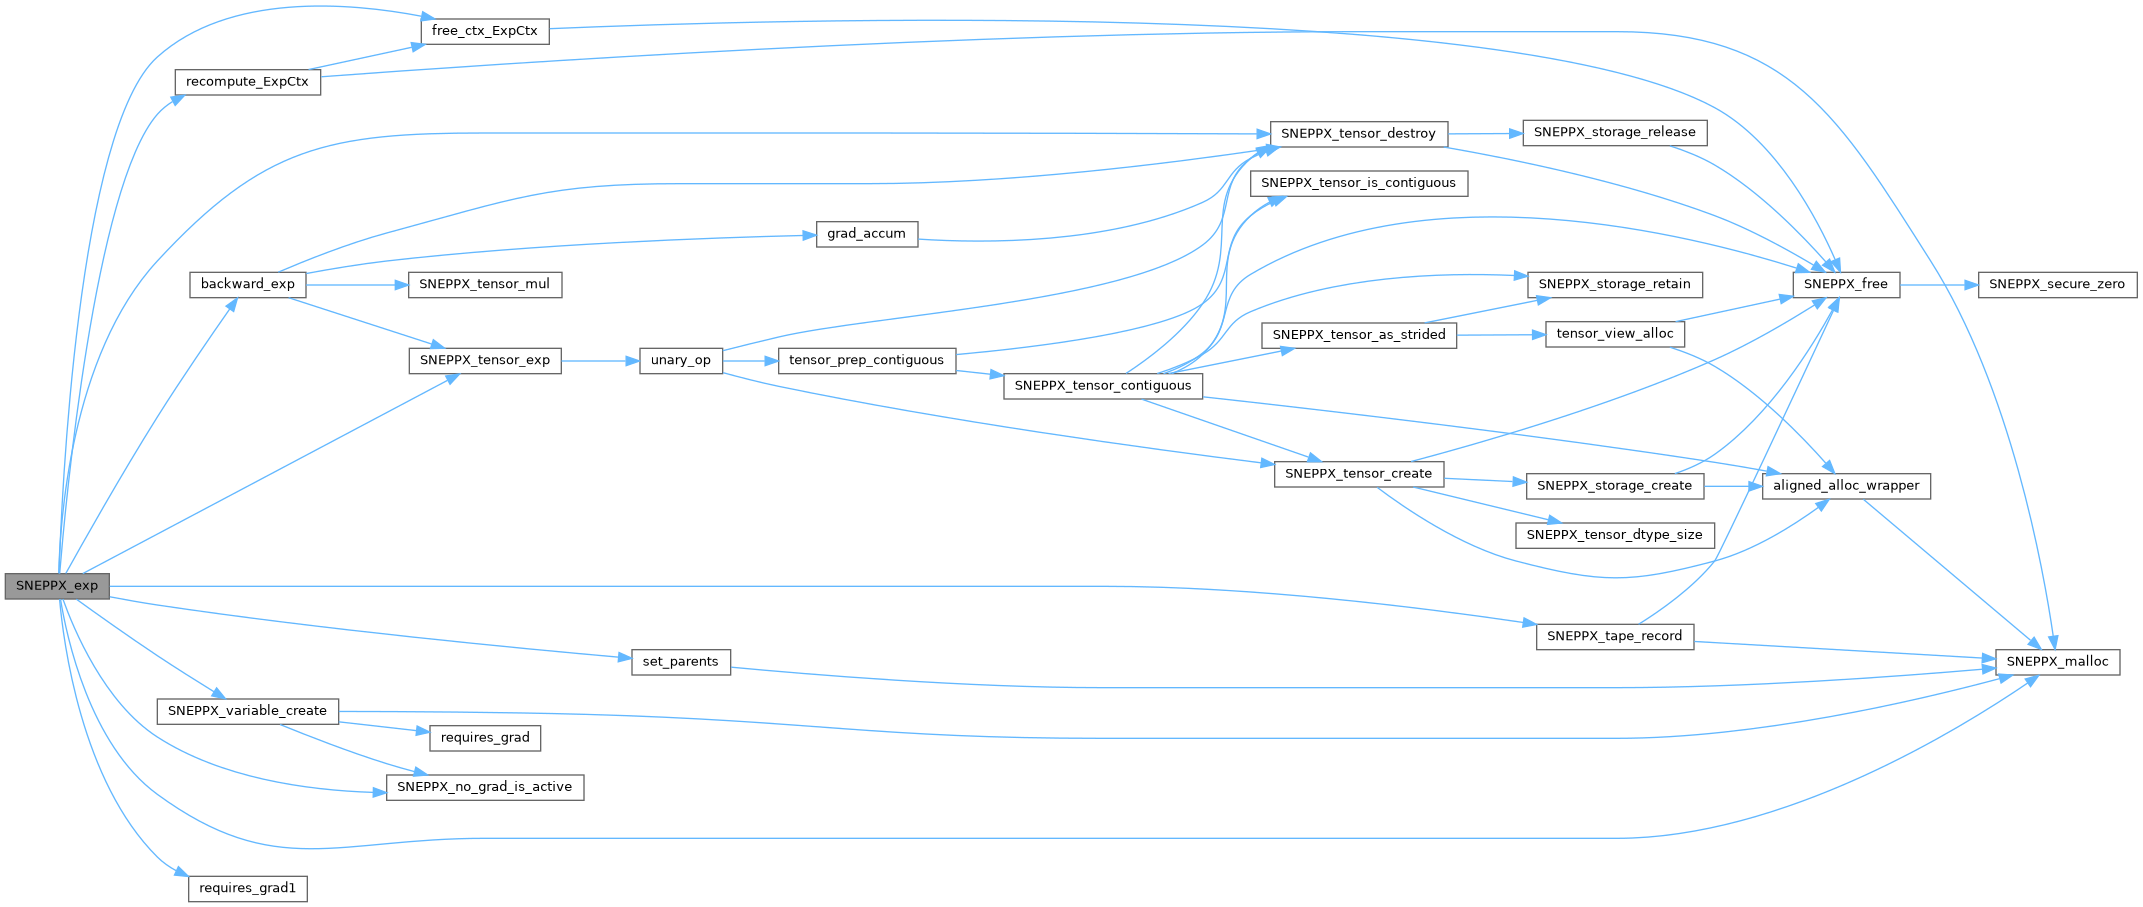 free_ctx_ExpCtx
recompute_ExpCtx
SNEPPX_tensor_destroy
SNEPPX_storage_release
SNEPPX_tensor_is_contiguous
grad_accum
backward_exp
SNEPPX_tensor_mul
SNEPPX_storage_retain
SNEPPX_free
SNEPPX_secure_zero
SNEPPX_tensor_as_strided
tensor_view_alloc
SNEPPX_tensor_exp
unary_op
tensor_prep_contiguous
SNEPPX_tensor_contiguous
SNEPPX_tensor_create
SNEPPX_storage_create
aligned_alloc_wrapper
SNEPPX_tensor_dtype_size
SNEPPX_exp
SNEPPX_tape_record
set_parents
SNEPPX_malloc
SNEPPX_variable_create
requires_grad
SNEPPX_no_grad_is_active
requires_grad1